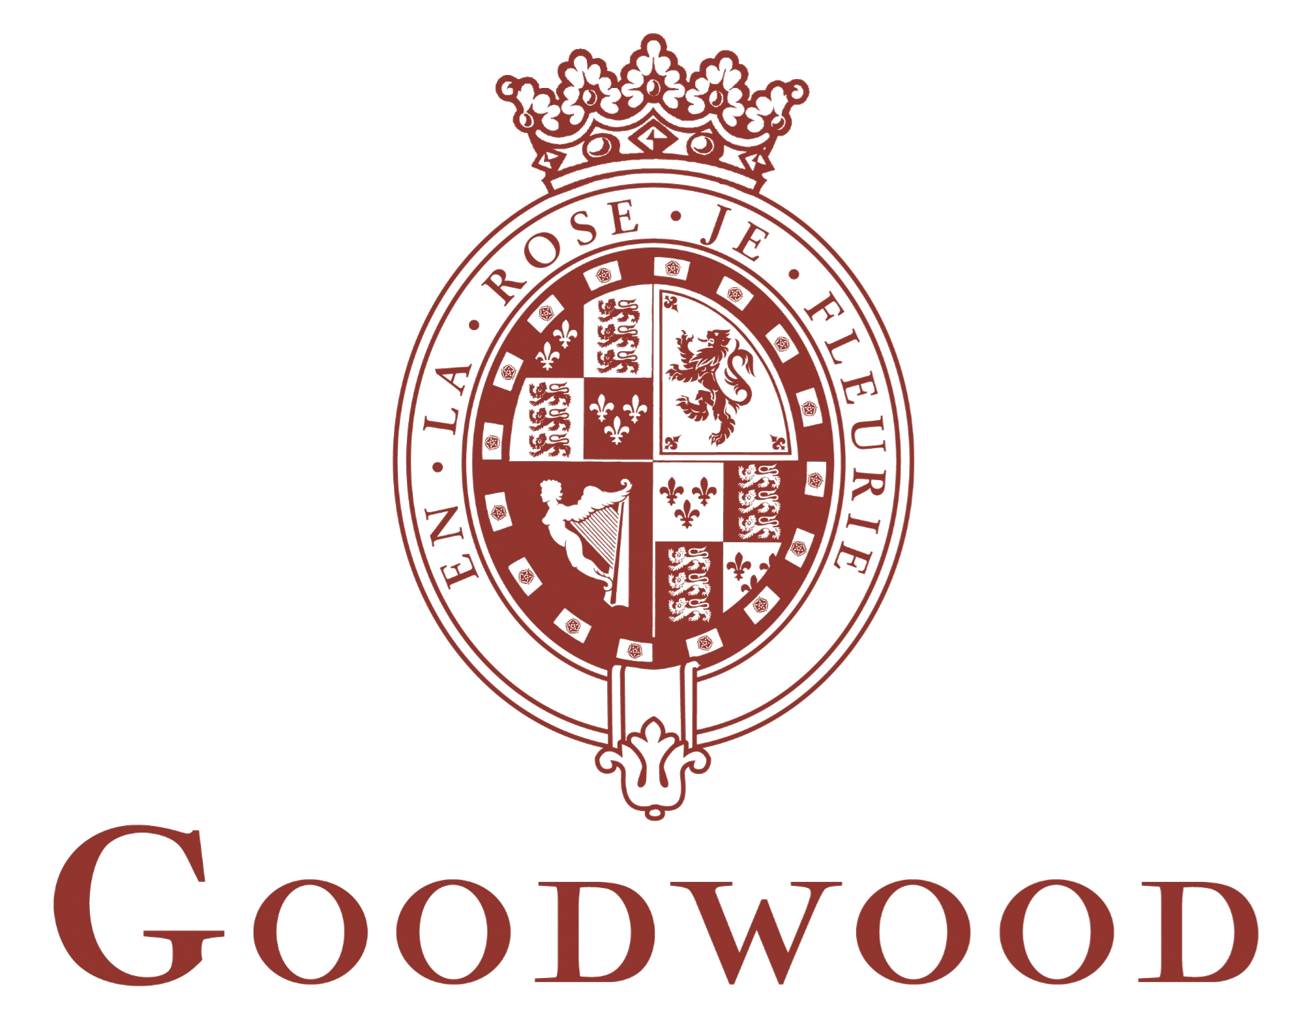 EN • LA • ROSE • JE • FLEURIE
GOODWOOD